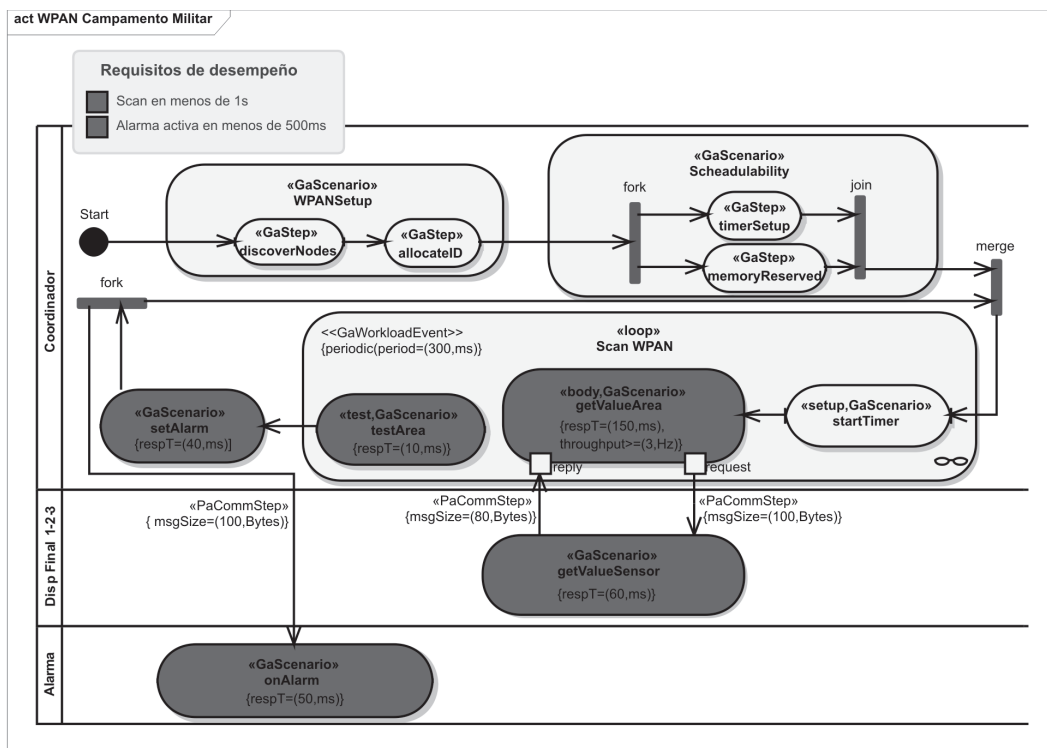 act WPAN Campamento Militar
Requisitos de desempeño
Scan en menos de 1s
Alarma activa en menos de 500ms
Coordinador
Start
«GaScenario»
WPANSetup
«GaStep»
discoverNodes
«GaStep»
allocateID
«GaScenario»
Scheadulability
fork
join
«GaStep»
timerSetup
«GaStep»
memoryReserved
merge
fork
<<GaWorkloadEvent>>
{periodic(period=(300,ms)}
«loop»
Scan WPAN
«GaScenario»
setAlarm
{respT=(40,ms)]
«test,GaScenario»
testArea
{respT=(10,ms)}
«body,GaScenario»
getValueArea
{respT=(150,ms),
throughput>=(3,Hz)}
«setup,GaScenario»
startTimer
reply
request
Disp Final 1-2-3
«PaCommStep»
{ msgSize=(100,Bytes)}
«PaCommStep»
{msgSize=(80,Bytes)}
«PaCommStep»
{msgSize=(100,Bytes)}
«GaScenario»
getValueSensor
{respT=(60,ms)}
Alarma
«GaScenario»
onAlarm
{respT=(50,ms)}